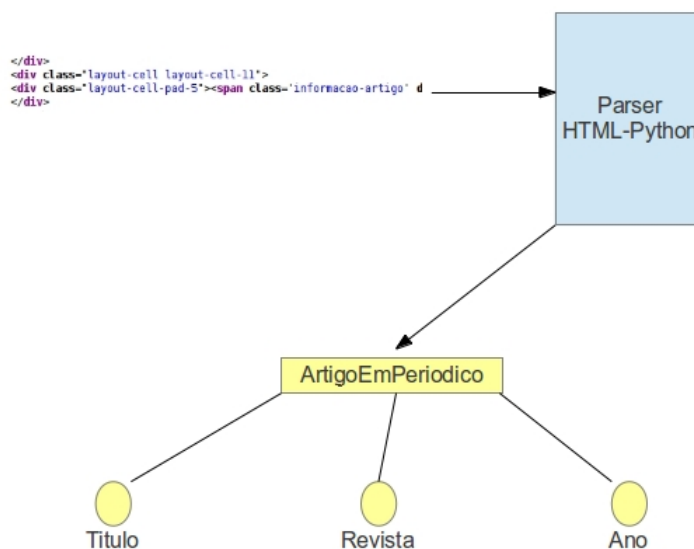 </div>
<div class="layout-cell layout-cell-11">
<div class="layout-cell-pad-5"><span class='informacao-artigo' d
</div>
Parser
HTML-Python
ArtigoEmPeriodico
Titulo
Revista
Ano